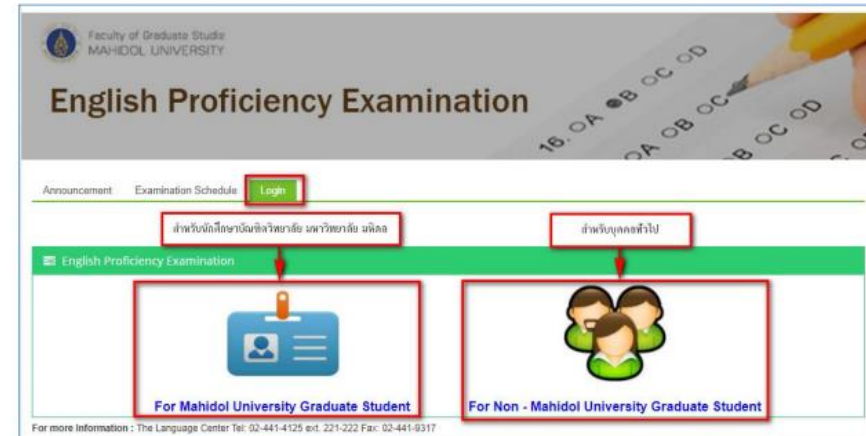 Faculty of Graduate Studie
MAHIDOL UNIVERSITY
English Proficiency Examination
16. OA B OC OD
OA OB OC
B OC OD
Announcement Examination Schedule Login
สำหรับนักศึกษาบัณฑิตวิทยาลัย มหาวิทยาลัย มหิดล
สำหรับบุคคลทั่วไป
English Proficiency Examination
For Mahidol University Graduate Student
For Non - Mahidol University Graduate Student
For more Information : The Language Center Tel: 02-441-4125 ext. 221-222 Fax: 02-441-9317